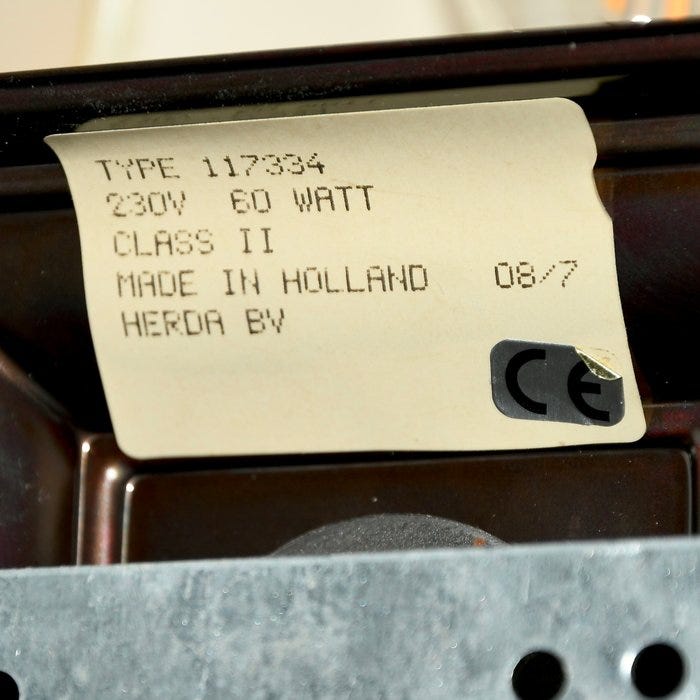 TYPE 117334
230V 60 WATT
CLASS II
MADE IN HOLLAND 08/7
HERDA BV
CE